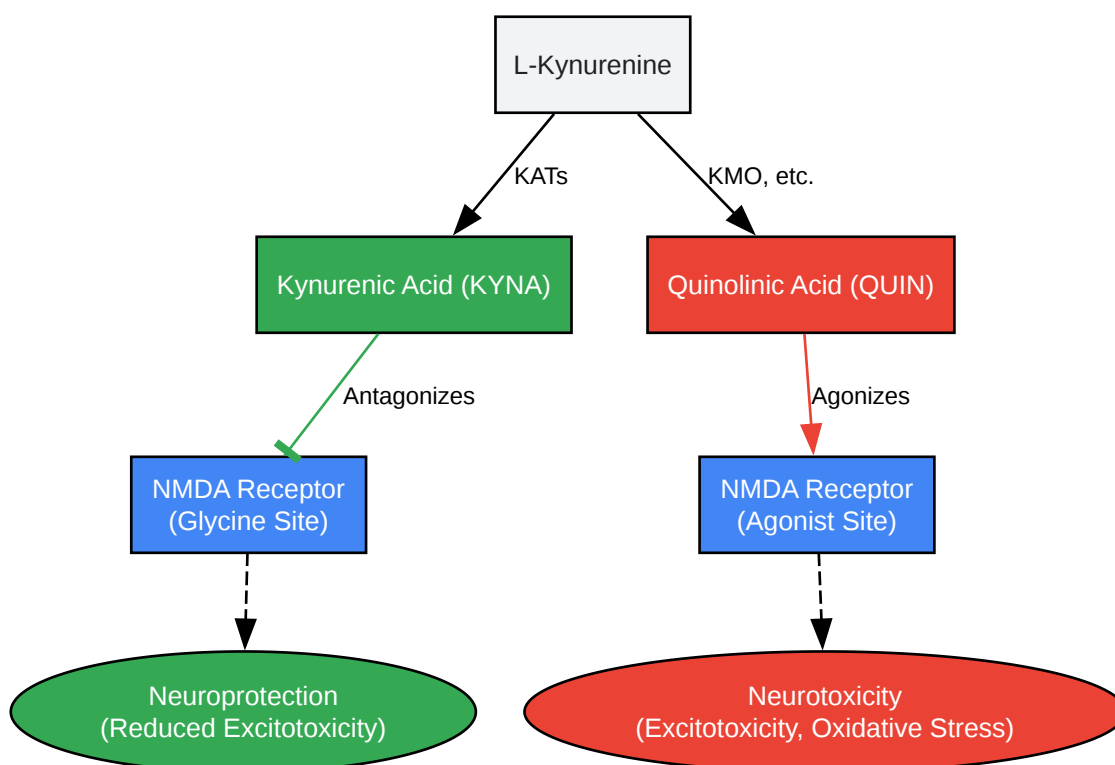 L-Kynurenine
KATs
KMO, etc.
Kynurenic Acid (KYNA)
Quinolinic Acid (QUIN)
Antagonizes
Agonizes
NMDA Receptor
(Glycine Site)
NMDA Receptor
(Agonist Site)
Neuroprotection
(Reduced Excitotoxicity)
Neurotoxicity
(Excitotoxicity, Oxidative Stress)